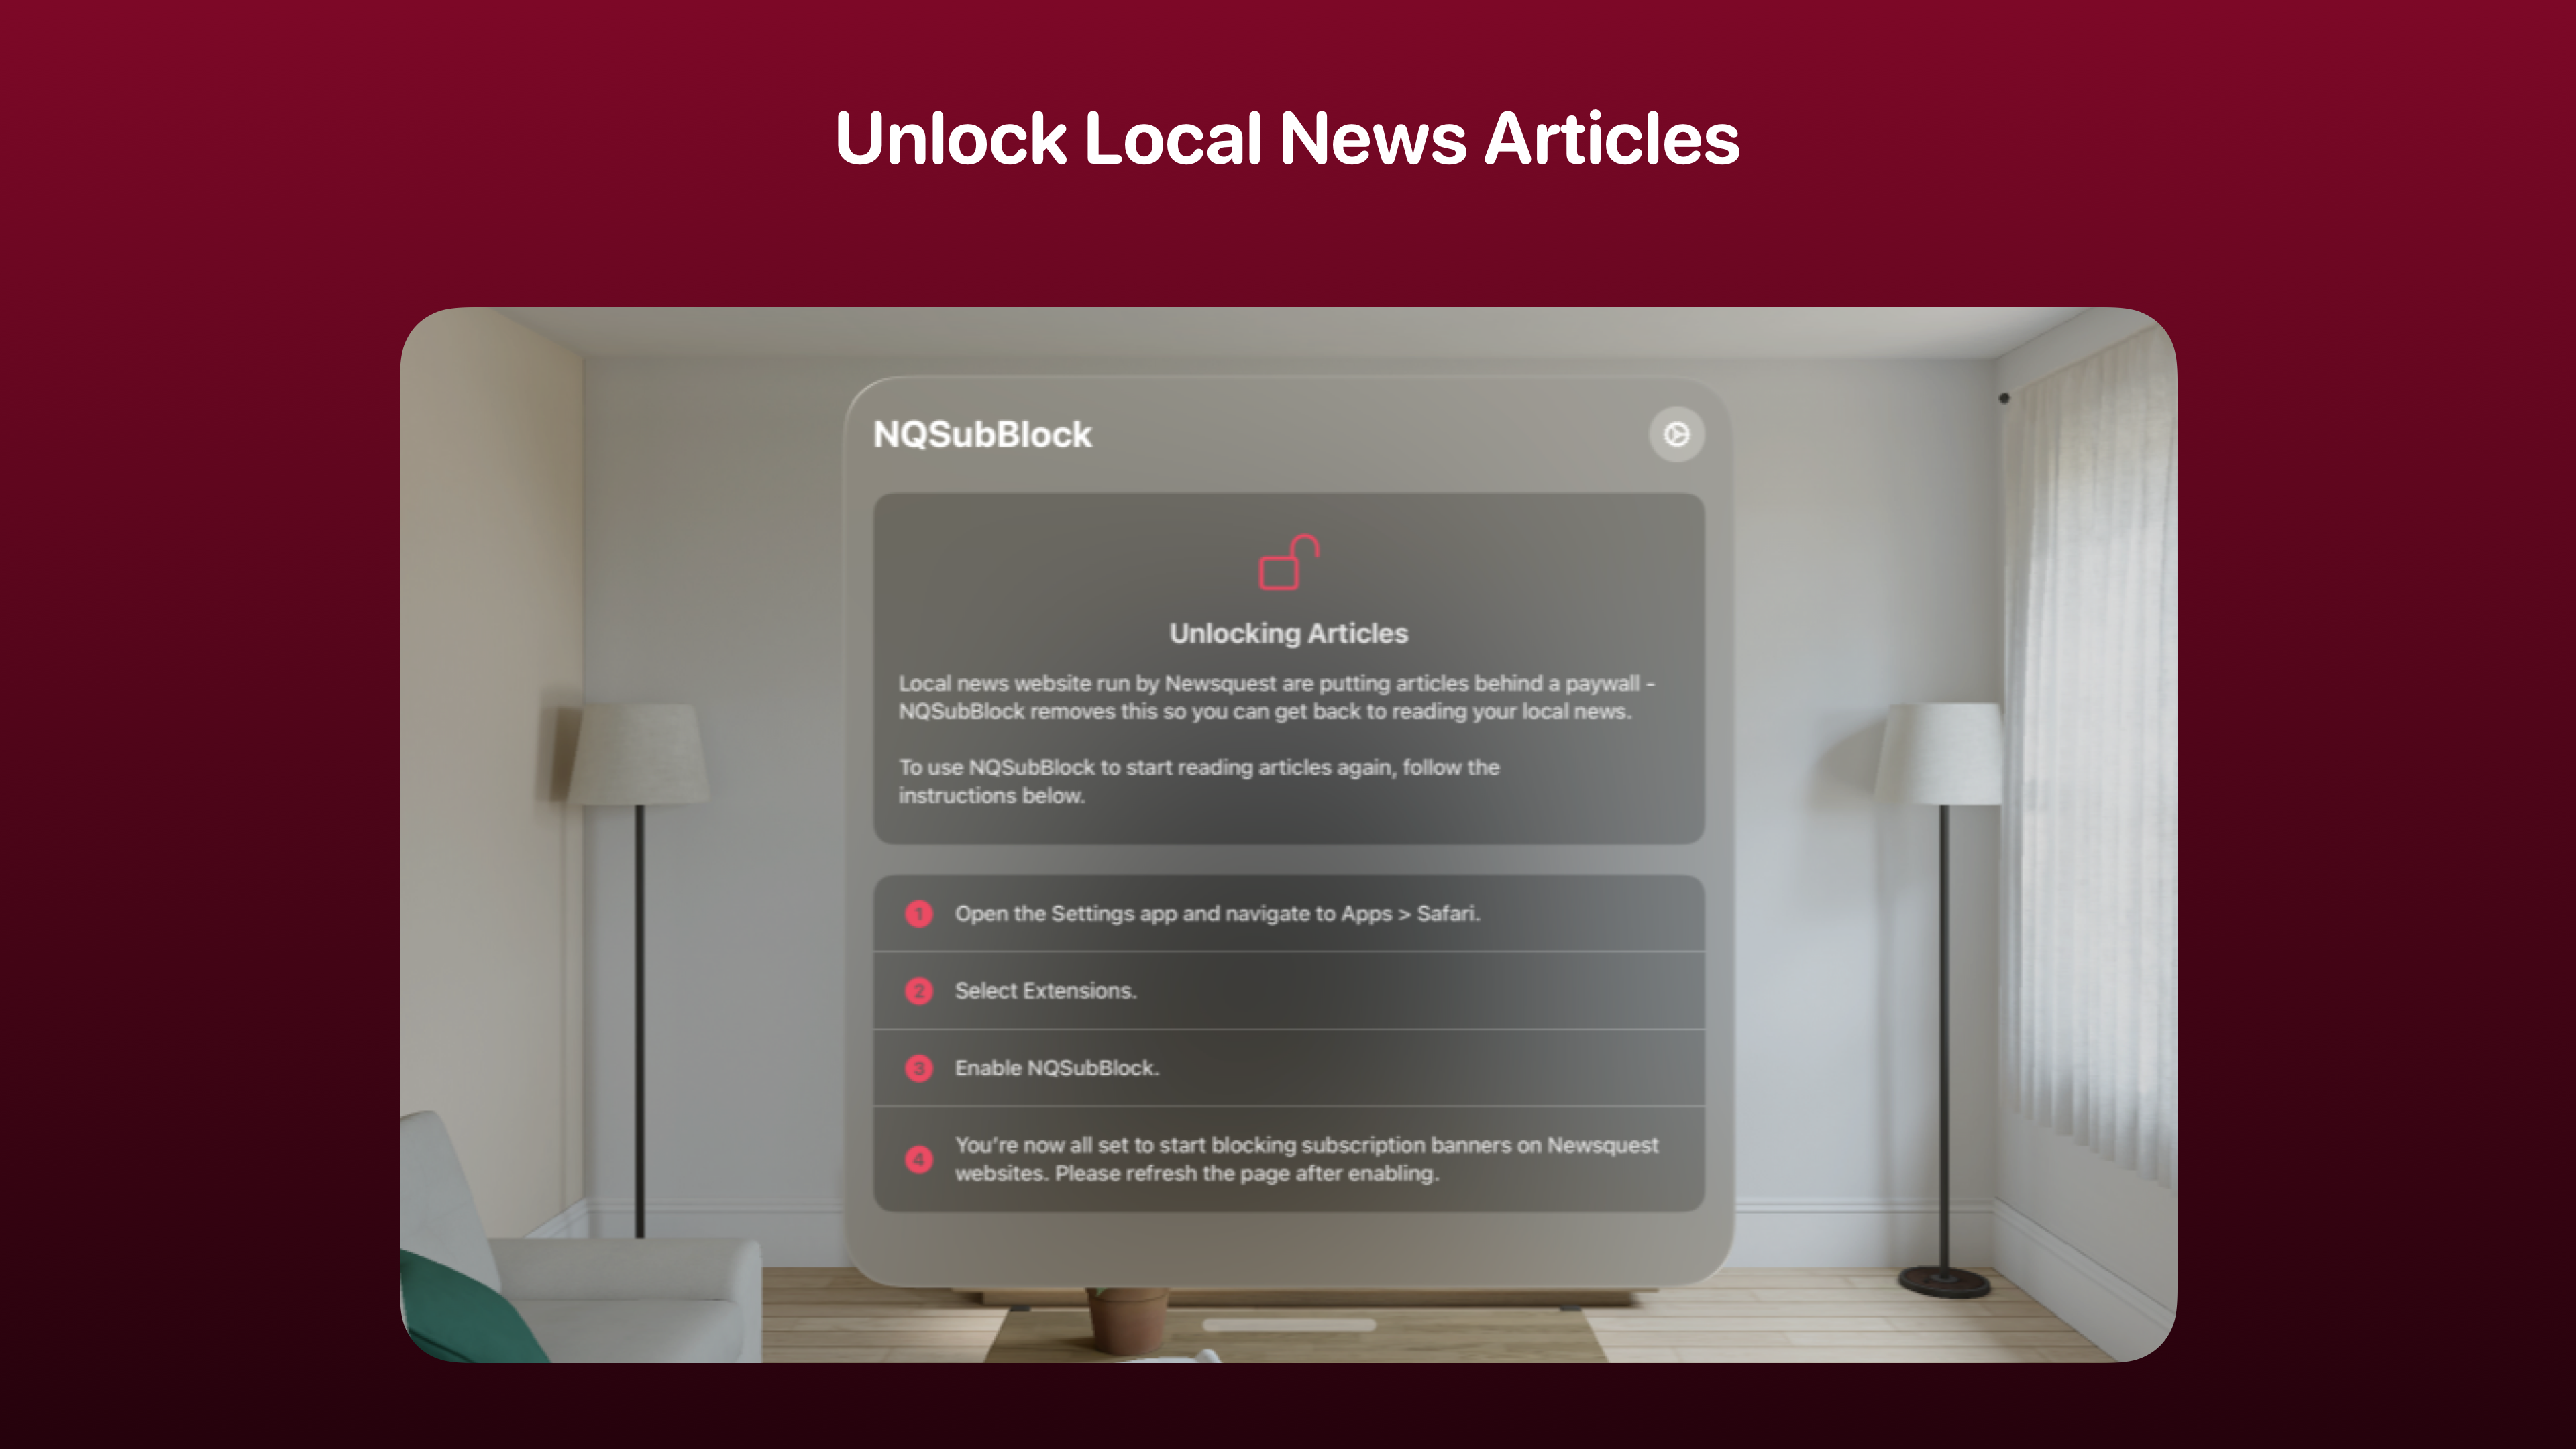 Unlock Local News Articles
NQSubBlock
Unlocking Articles
Local news website run by Newsquest are putting articles behind a paywall -
NQSubBlock removes this so you can get back to reading your local news.
To use NQSubBlock to start reading articles again, follow the
instructions below.
1 Open the Settings app and navigate to Apps > Safari.
2 Select Extensions.
3 Enable NQSubBlock.
4 You’re now all set to start blocking subscription banners on Newsquest
websites. Please refresh the page after enabling.